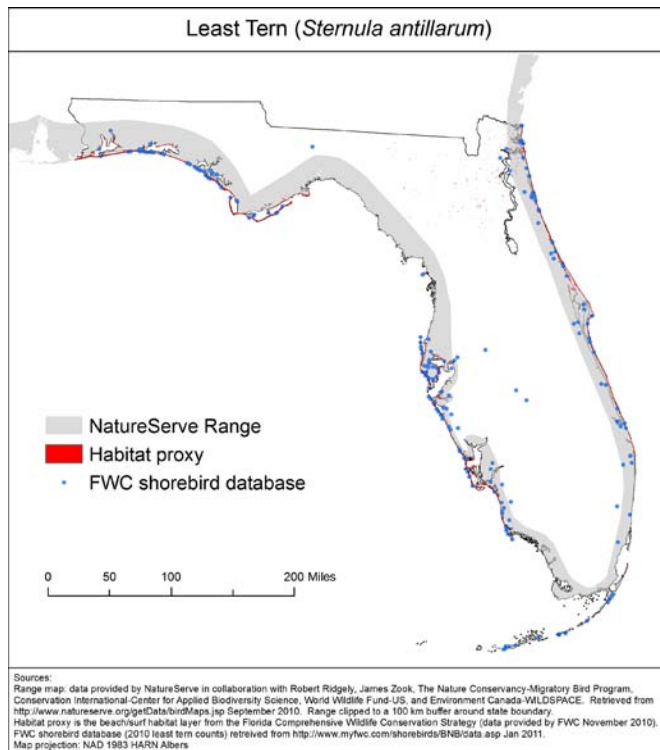 Least Tern (Sternula antillarum)
NatureServe Range
Habitat proxy
FWC shorebird database
0 50 100 200 Miles
Sources:
Range map: data provided by NatureServe in collaboration with Robert Ridgely, James Zook, The Nature Conservancy-Migratory Bird Program,
Conservation International-Center for Applied Biodiversity Science, World Wildlife Fund-US, and Environment Canada-WILDSPACE. Retrieved from
http://www.natureserve.org/getData/birdMaps.jsp September 2010. Range clipped to a 100 km buffer around state boundary.
Habitat proxy is the beach/surf habitat layer from the Florida Comprehensive Wildlife Conservation Strategy (data provided by FWC November 2010).
FWC shorebird database (2010 least tern counts) retreived from http://www.myfwc.com/shorebirds/BNB/data.asp Jan 2011.
Map projection: NAD 1983 HARN Albers